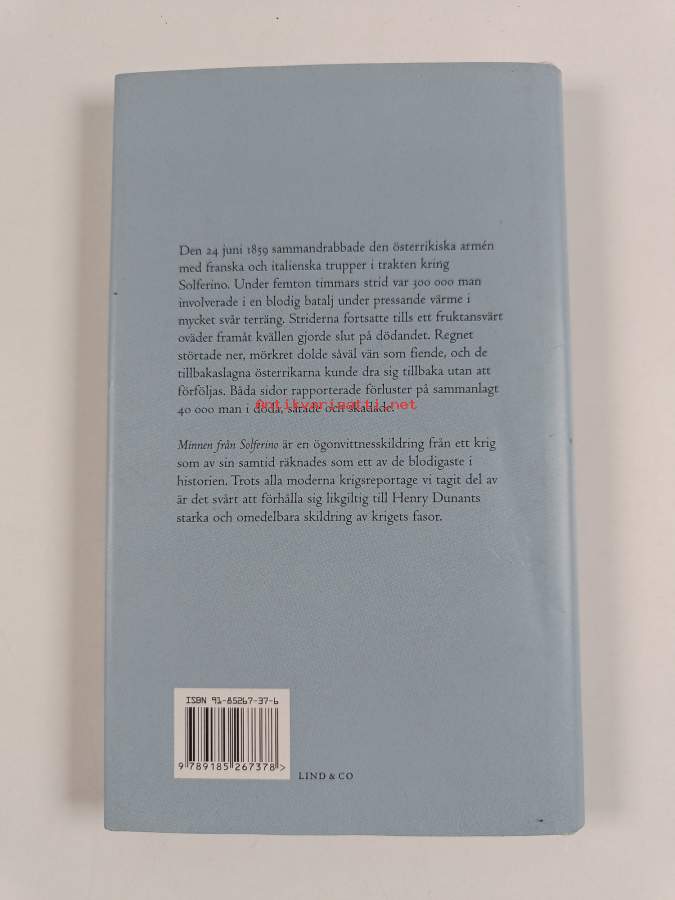 Den 24 juni 1859 sammandrabbade den österrikiska armén
med franska och italienska trupper i trakten kring
Solferino. Under femton timmars strid var 300 000 man
involverade i en blodig batalj under pressande värme i
mycket svår terräng. Striderna fortsatte tills ett fruktansvärt
oväder framåt kvällen gjorde slut på dödandet. Regnet
störtade ner, mörkret dolde såväl vän som fiende, och de
tillbakaslagna österrikarna kunde dra sig tillbaka utan att
förföljas. Båda sidor rapporterade förluster på sammanlagt
40 000 man i döda, sårade och skadade.
Antikvariaatti.net
Minnen från Solferino är en ögonvittnesskildring från ett krig
som av sin samtid räknades som ett av de blodigaste i
historien. Trots alla moderna krigsreportage vi tagit del av
är det svårt att förhålla sig likgiltig till Henry Dunants
starka och omedelbara skildring av krigets fasor.
ISBN 91-85267-37-6
9 789185 267378 >
LIND & CO